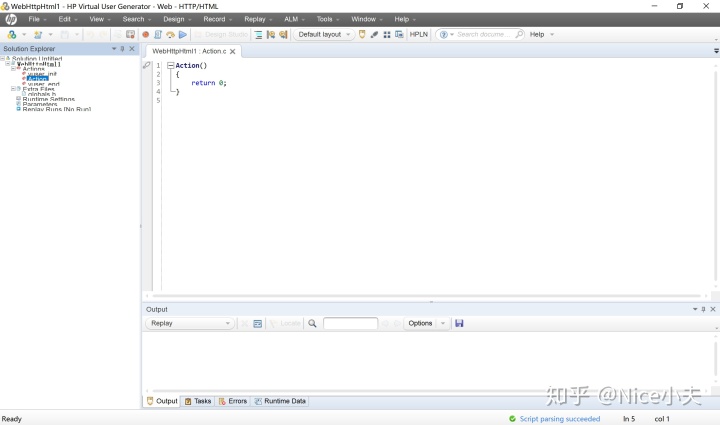 WebHttpHtml1 - HP Virtual User Generator - Web - HTTP/HTML
File Edit View Search Design Record Replay ALM Tools Window Help
Design Studio Default layout HPLN Search docume... Help
Solution Explorer
Solution Untitled
WebHttpHtml1
Actions
vuser_init
Action
vuser_end
Extra Files
globals.h
Runtime Settings
Parameters
Replay Runs [No Run]
WebHttpHtml1 : Action.c
1 Action()
2 {
3 return 0;
4 }
5
Output
Replay Locate Options
Output Tasks Errors Runtime Data
知乎 @Nice小夫
Ready Script parsing succeeded ln 5 col 1